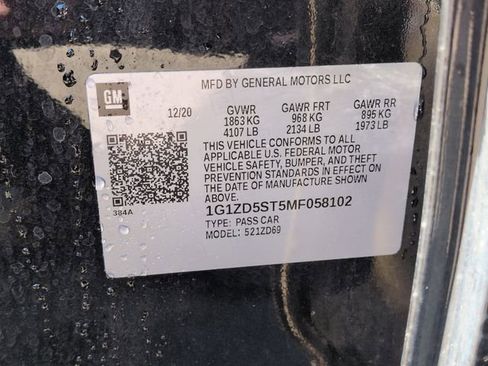 GM
MFD BY GENERAL MOTORS LLC
12/20 GVWR GAWR FRT GAWR RR
1863 KG 968 KG 895 KG
4107 LB 2134 LB 1973 LB
THIS VEHICLE CONFORMS TO ALL
APPLICABLE U.S. FEDERAL MOTOR
VEHICLE SAFETY, BUMPER, AND THEFT
PREVENTION STANDARDS IN EFFECT ON
THE DATE OF MANUFACTURE SHOWN
ABOVE.
384A
1G1ZD5ST5MF058102
TYPE: PASS CAR
MODEL: 521ZD69